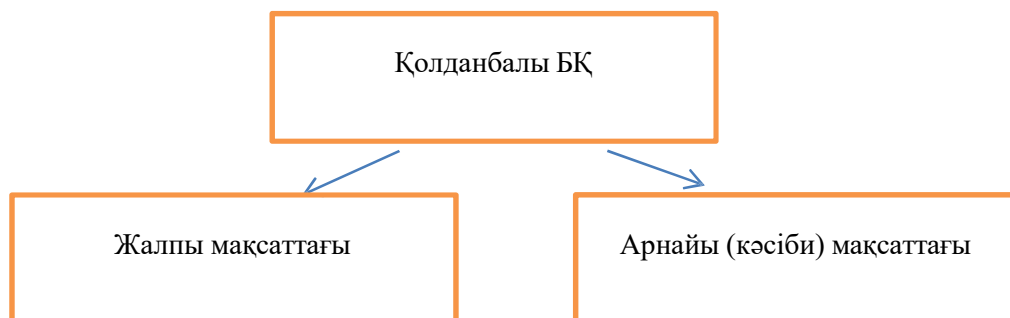 Қолданбалы БҚ
Жалпы мақсаттағы
Арнайы (кәсіби) мақсаттағы